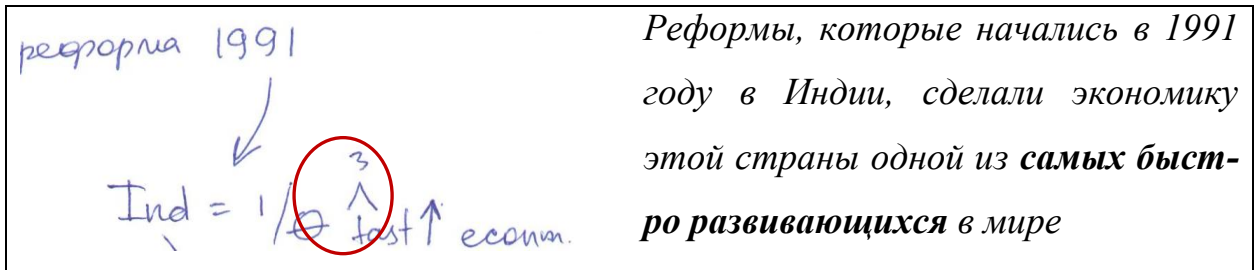 реформа 1991
3
Ind = 1/θ ^ fast ↑ econm.
Реформы, которые начались в 1991
году в Индии, сделали экономику
этой страны одной из самых быст-
ро развивающихся в мире